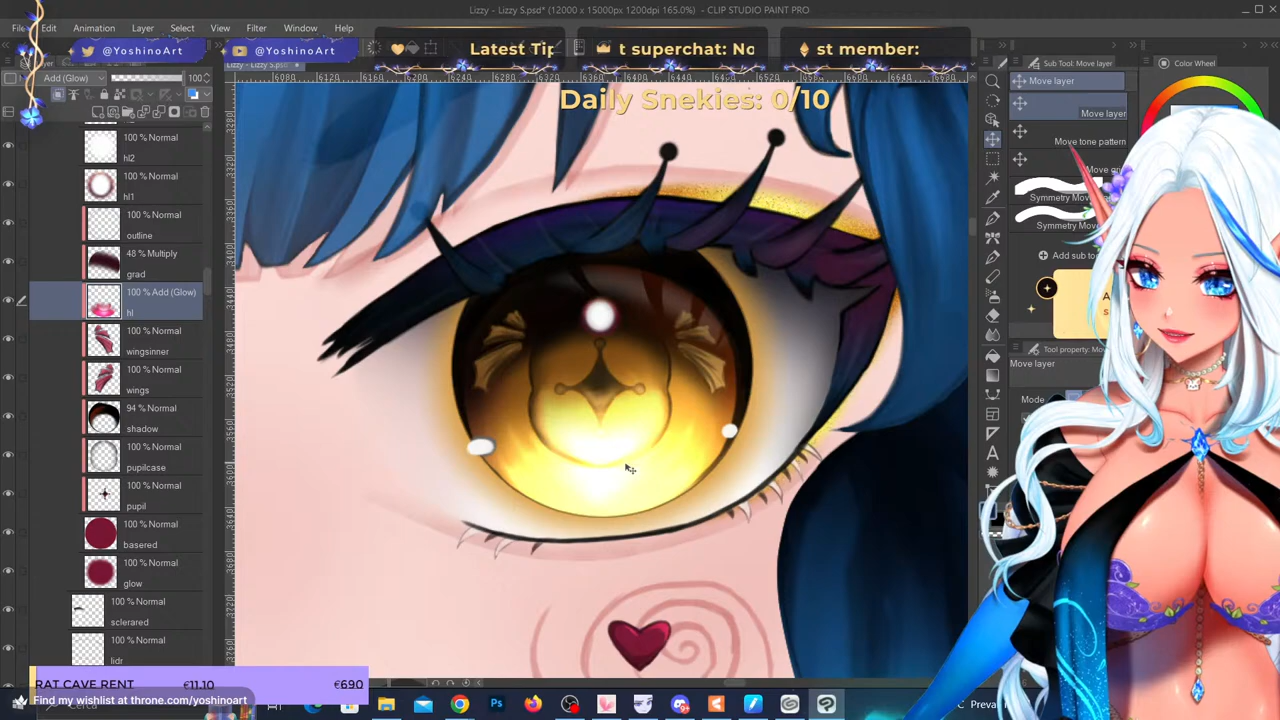 Lizzy - Lizzy S.psd* (12000 x 15000px 1200dpi 165.0%) - CLIP STUDIO PAINT PRO
File Edit Animation Layer Select View Filter Window Help
@YoshinoArt
@YoshinoArt
Latest Tip
t superchat: No
st member:
Daily Snekies: 0/10
Add (Glow)
100
100 % Normal
hl2
100 % Normal
hl1
100 % Normal
outline
48 % Multiply
grad
100 % Add (Glow)
hl
100 % Normal
wingsinner
100 % Normal
wings
94 % Normal
shadow
100 % Normal
pupilcase
100 % Normal
pupil
100 % Normal
basered
100 % Normal
glow
100 % Normal
sclerared
100 % Normal
lidr
Sub Tool: Move layer
Move layer
Move layer
Move tone pattern
Symmetry Move
Symmetry Mov
Add sub to
Tool property: Mo
Move layer
Mode
Color Wheel
RAT CAVE RENT €11.10 €690
Find my wishlist at throne.com/yoshinoart
Cerca
Preva